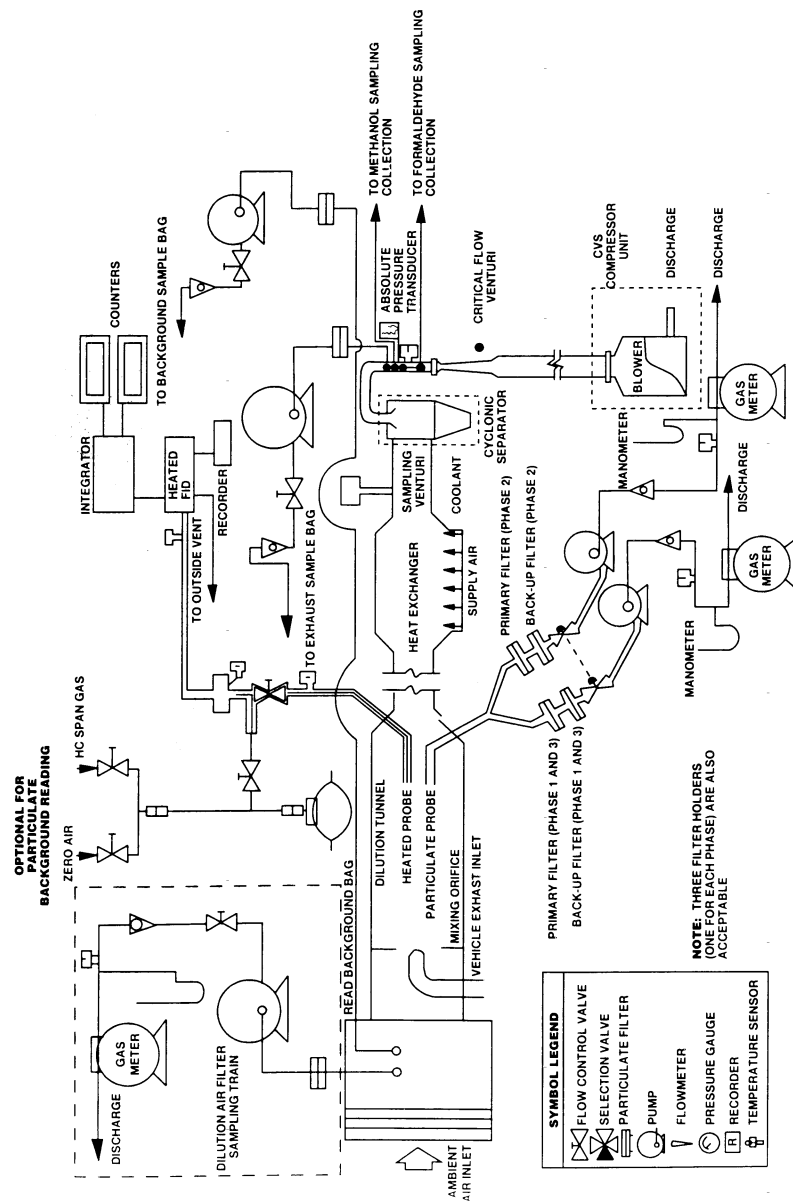 OPTIONAL FOR
PARTICULATE
BACKGROUND READING
ZERO AIR
HC SPAN GAS
INTEGRATOR
COUNTERS
HEATED
FID
RECORDER
TO OUTSIDE VENT
TO BACKGROUND SAMPLE BAG
TO EXHAUST SAMPLE BAG
DISCHARGE
GAS
METER
DILUTION AIR FILTER
SAMPLING TRAIN
READ BACKGROUND BAG
DILUTION TUNNEL
HEATED PROBE
PARTICULATE PROBE
MIXING ORIFICE
VEHICLE EXHAST INLET
AMBIENT
AIR INLET
HEAT EXCHANGER
SUPPLY AIR
COOLANT
SAMPLING
VENTURI
CYCLONIC
SEPARATOR
ABSOLUTE
PRESSURE
TRANSDUCER
TO METHANOL SAMPLING
COLLECTION
TO FORMALDEHYDE SAMPLING
COLLECTION
CRITICAL FLOW
VENTURI
CVS
COMPRESSOR
UNIT
BLOWER
DISCHARGE
PRIMARY FILTER (PHASE 2)
BACK-UP FILTER (PHASE 2)
PRIMARY FILTER (PHASE 1 AND 3)
BACK-UP FILTER (PHASE 1 AND 3)
MANOMETER
GAS
METER
DISCHARGE
MANOMETER
GAS
METER
DISCHARGE
NOTE: THREE FILTER HOLDERS
(ONE FOR EACH PHASE) ARE ALSO
ACCEPTABLE
SYMBOL LEGEND
FLOW CONTROL VALVE
SELECTION VALVE
PARTICULATE FILTER
PUMP
FLOWMETER
PRESSURE GAUGE
R RECORDER
TEMPERATURE SENSOR